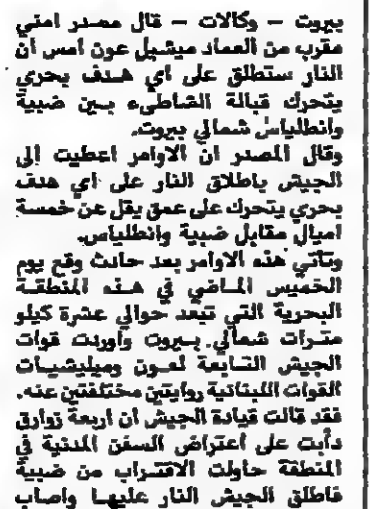 بيروت – وكالات – قال مصدر امني
مقرب من العماد ميشيل عون امس ان
النار ستطلق على اي هدف بحري
يتحرك قبالة الشاطىء بين ضبية
وانطلياس شمالي بيروت.
وقال المصدر ان الاوامر اعطيت الى
الجيش باطلاق النار على اي هدف
بحري يتحرك على عمق يقل عن خمسة
اميال مقابل ضبية وانطلياس.
وتاتي هذه الاوامر بعد حادث وقع يوم
الخميس الماضي في هذه المنطقة
البحرية التي تبعد حوالي عشرة كيلو
مترات شمالي بيروت واوردت قوات
الجيش التابعة لعون وميليشيات
القوات اللبنانية روايتين مختلفتين عنه.
فقد قالت قيادة الجيش ان اربعة زوارق
دأبت على اعتراض السفن المدنية في
المنطقة حاولت الاقتراب من ضبية
فاطلق الجيش النار عليها واصاب